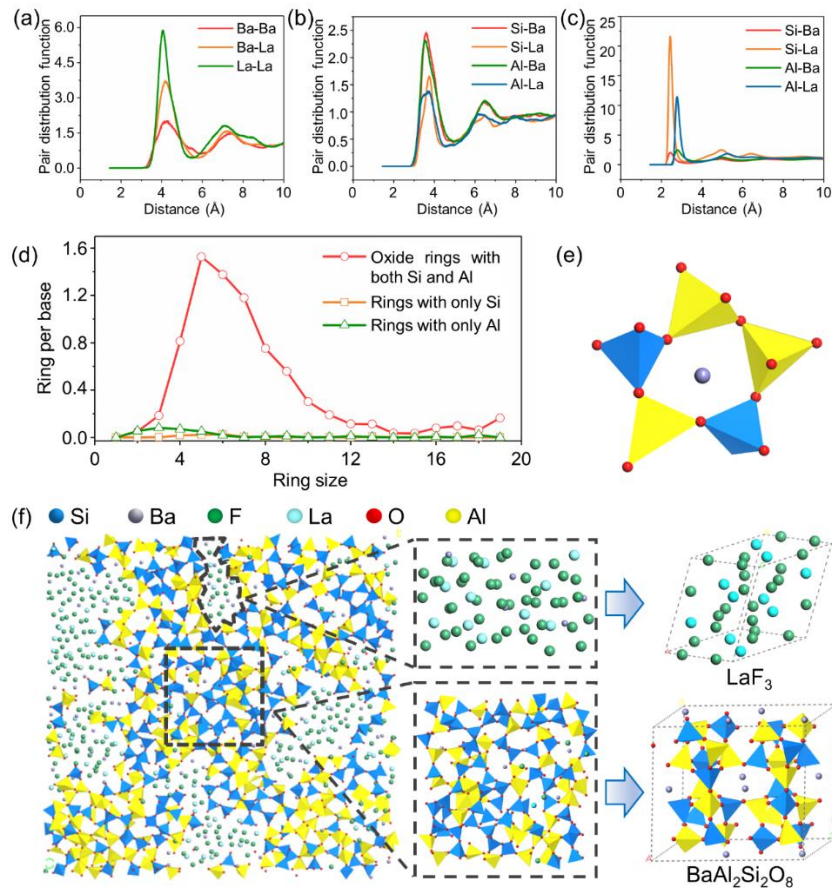 (a)
Pair distribution function
6.0
4.5
3.0
1.5
0.0
Ba-Ba
Ba-La
La-La
0 2 4 6 8 10
Distance (Å)
(b)
Pair distribution function
2.5
2.0
1.5
1.0
0.5
0.0
Si-Ba
Si-La
Al-Ba
Al-La
0 2 4 6 8 10
Distance (Å)
(c)
Pair distribution function
25
20
15
10
5
0
Si-Ba
Si-La
Al-Ba
Al-La
0 2 4 6 8 10
Distance (Å)
(d)
Ring per base
1.6
1.2
0.8
0.4
0.0
Oxide rings with
both Si and Al
Rings with only Si
Rings with only Al
0 4 8 12 16 20
Ring size
(e)
(f)
Si Ba F La O Al
LaF3
BaAl2Si2O8